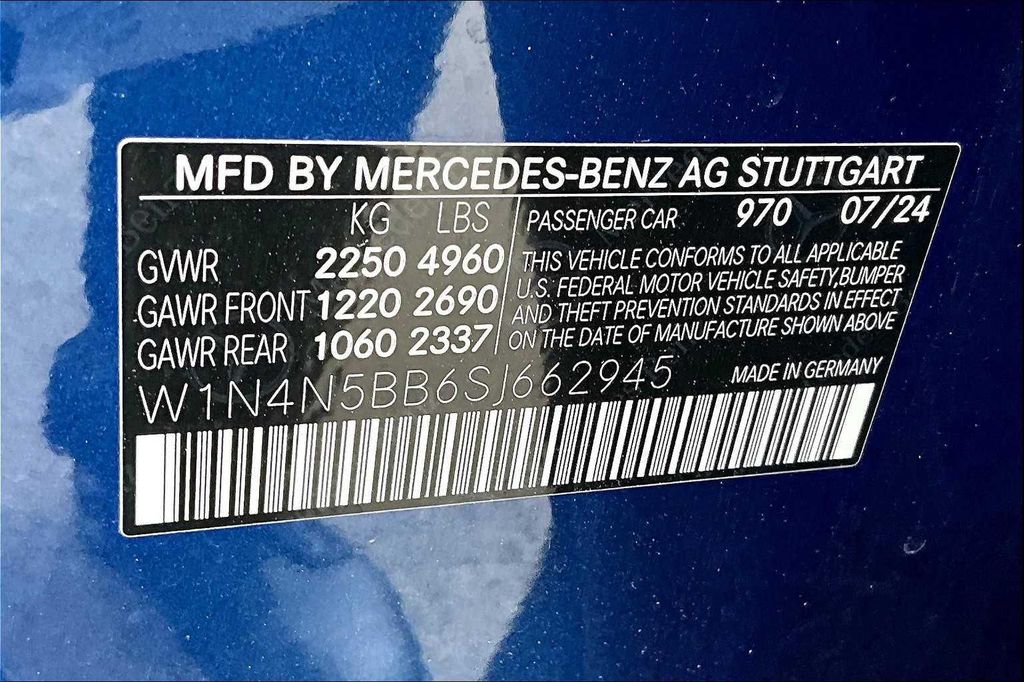 MFD BY MERCEDES-BENZ AG STUTTGART
KG LBS
GVWR 2250 4960
GAWR FRONT 1220 2690
GAWR REAR 1060 2337
PASSENGER CAR 970 07/24
THIS VEHICLE CONFORMS TO ALL APPLICABLE
U.S. FEDERAL MOTOR VEHICLE SAFETY,BUMPER
AND THEFT PREVENTION STANDARDS IN EFFECT
ON THE DATE OF MANUFACTURE SHOWN ABOVE
W1N4N5BB6SJ662945
MADE IN GERMANY